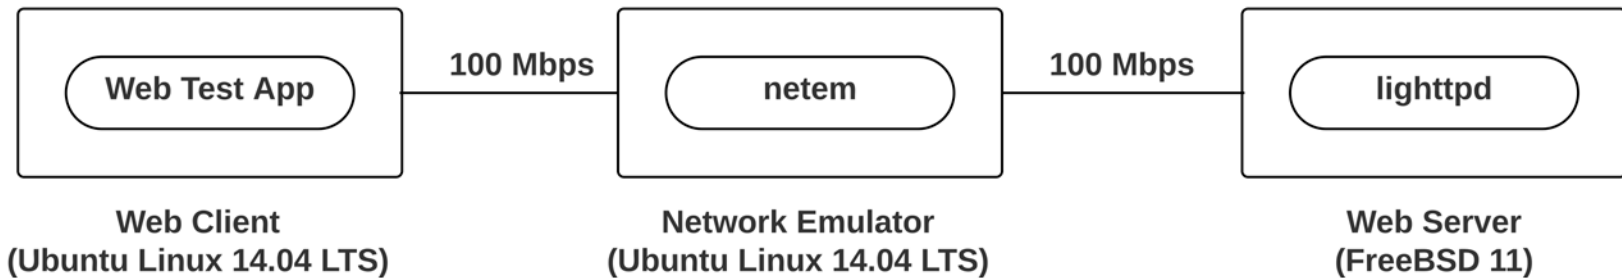 Web Test App
100 Mbps
netem
100 Mbps
lighttpd
Web Client
(Ubuntu Linux 14.04 LTS)
Network Emulator
(Ubuntu Linux 14.04 LTS)
Web Server
(FreeBSD 11)